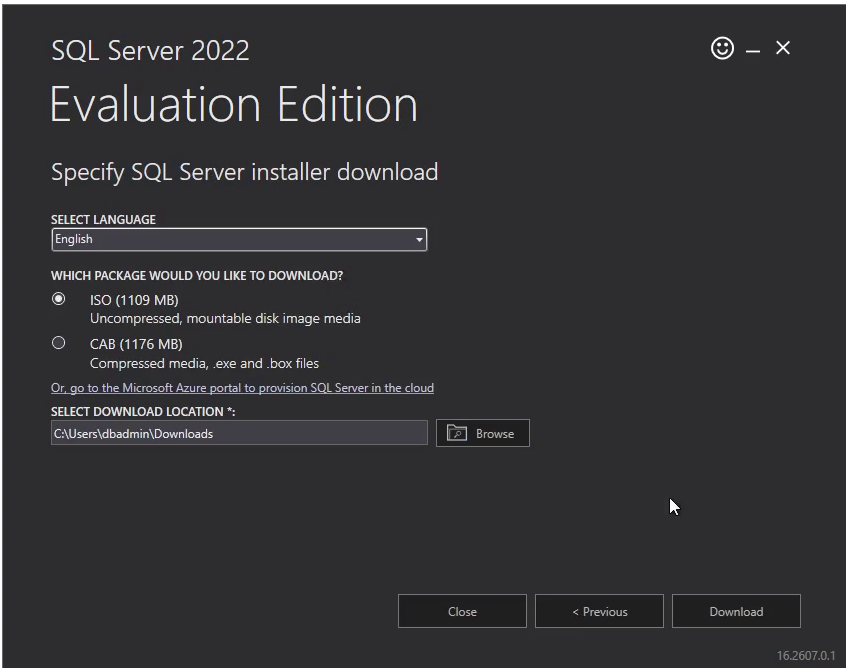 SQL Server 2022
Evaluation Edition
Specify SQL Server installer download
SELECT LANGUAGE
English
WHICH PACKAGE WOULD YOU LIKE TO DOWNLOAD?
ISO (1109 MB)
Uncompressed, mountable disk image media
CAB (1176 MB)
Compressed media, .exe and .box files
Or, go to the Microsoft Azure portal to provision SQL Server in the cloud
SELECT DOWNLOAD LOCATION *:
C:\Users\dbadmin\Downloads
Browse
Close
< Previous
Download
16.2607.0.1